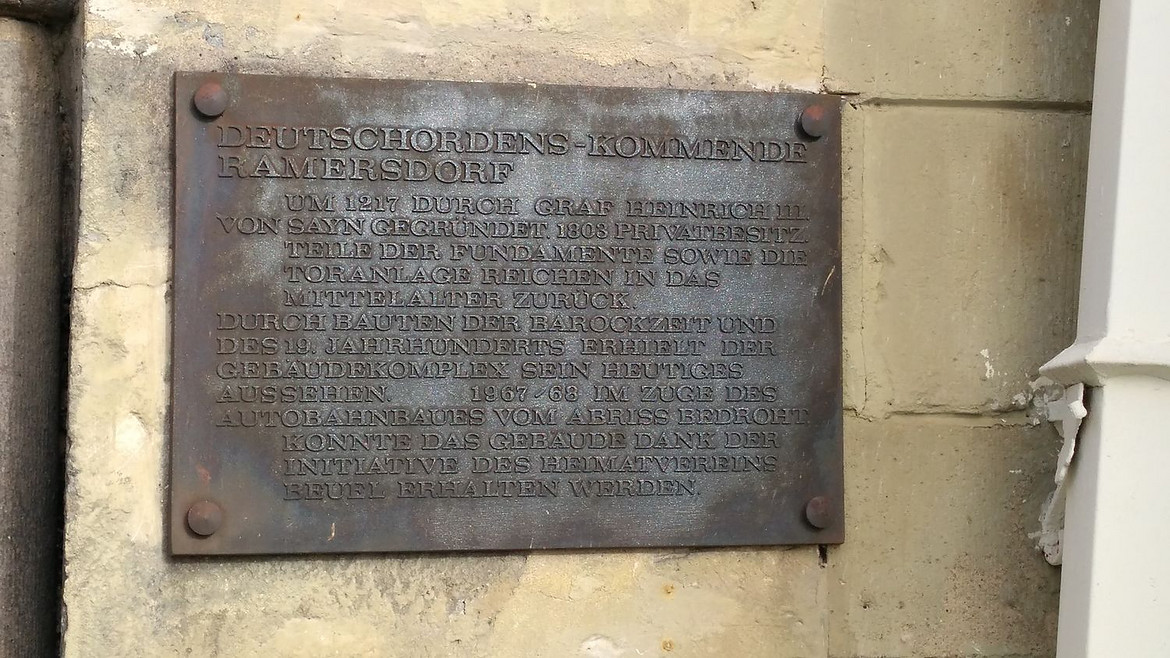 DEUTSCHORDENS-KOMMENDE
RAMERSDORF
UM 1217 DURCH GRAF HEINRICH III.
VON SAYN GEGRÜNDET. 1803 PRIVATBESITZ.
TEILE DER FUNDAMENTE SOWIE DIE
TORANLAGE REICHEN IN DAS
MITTELALTER ZURÜCK.
DURCH BAUTEN DER BAROCKZEIT UND
DES 19. JAHRHUNDERTS ERHIELT DER
GEBÄUDEKOMPLEX SEIN HEUTIGES
AUSSEHEN. 1967/68 IM ZUGE DES
AUTOBAHNBAUES VOM ABRISS BEDROHT
KONNTE DAS GEBÄUDE DANK DER
INITIATIVE DES HEIMATVEREINS
BEUEL ERHALTEN WERDEN.